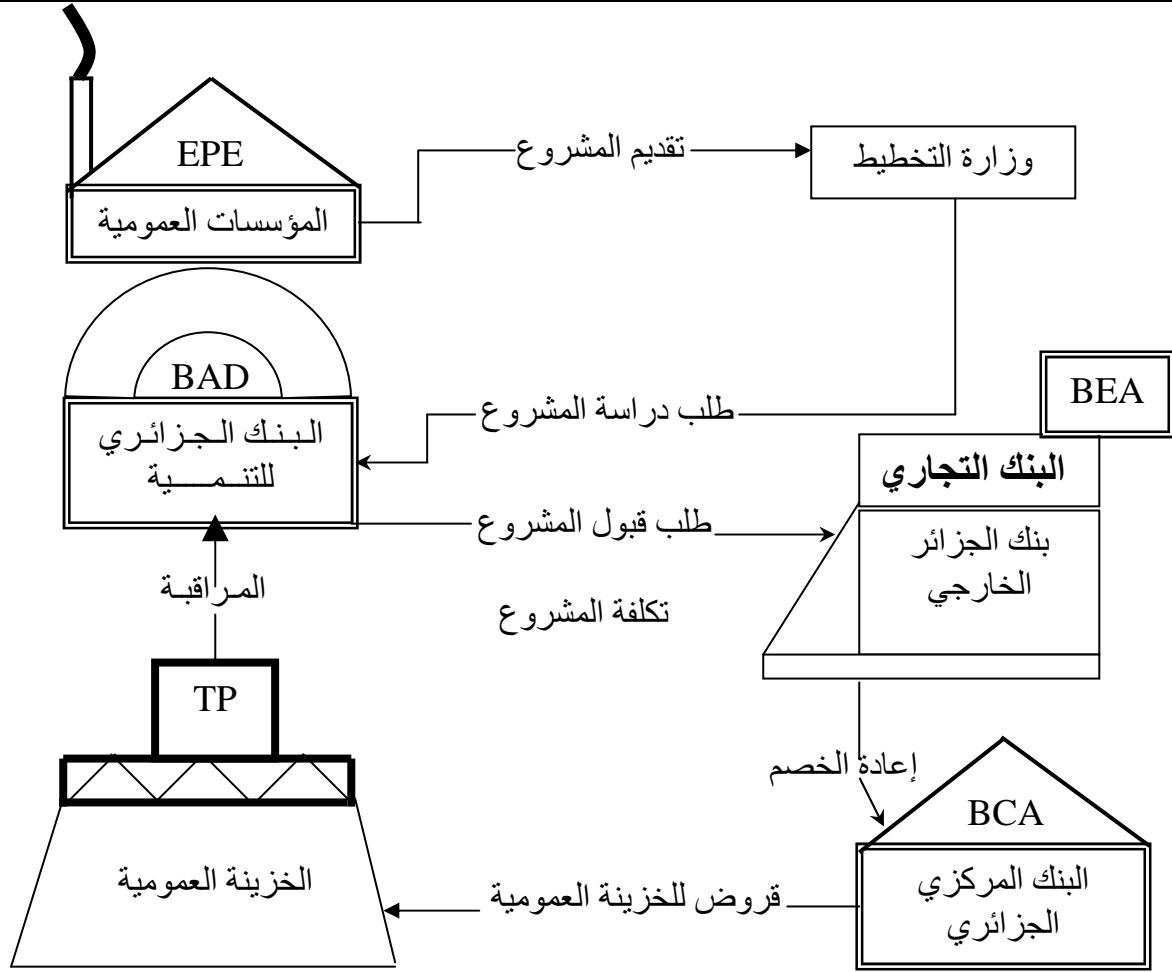 EPE
المؤسسات العمومية
تقديم المشروع
وزارة التخطيط
BAD
البنك الجزائري
للتنمية
طلب دراسة المشروع
BEA
البنك التجاري
بنك الجزائر
الخارجي
طلب قبول المشروع
تكلفة المشروع
المراقبة
TP
الخزينة العمومية
إعادة الخصم
BCA
البنك المركزي
الجزائري
قروض للخزينة العمومية